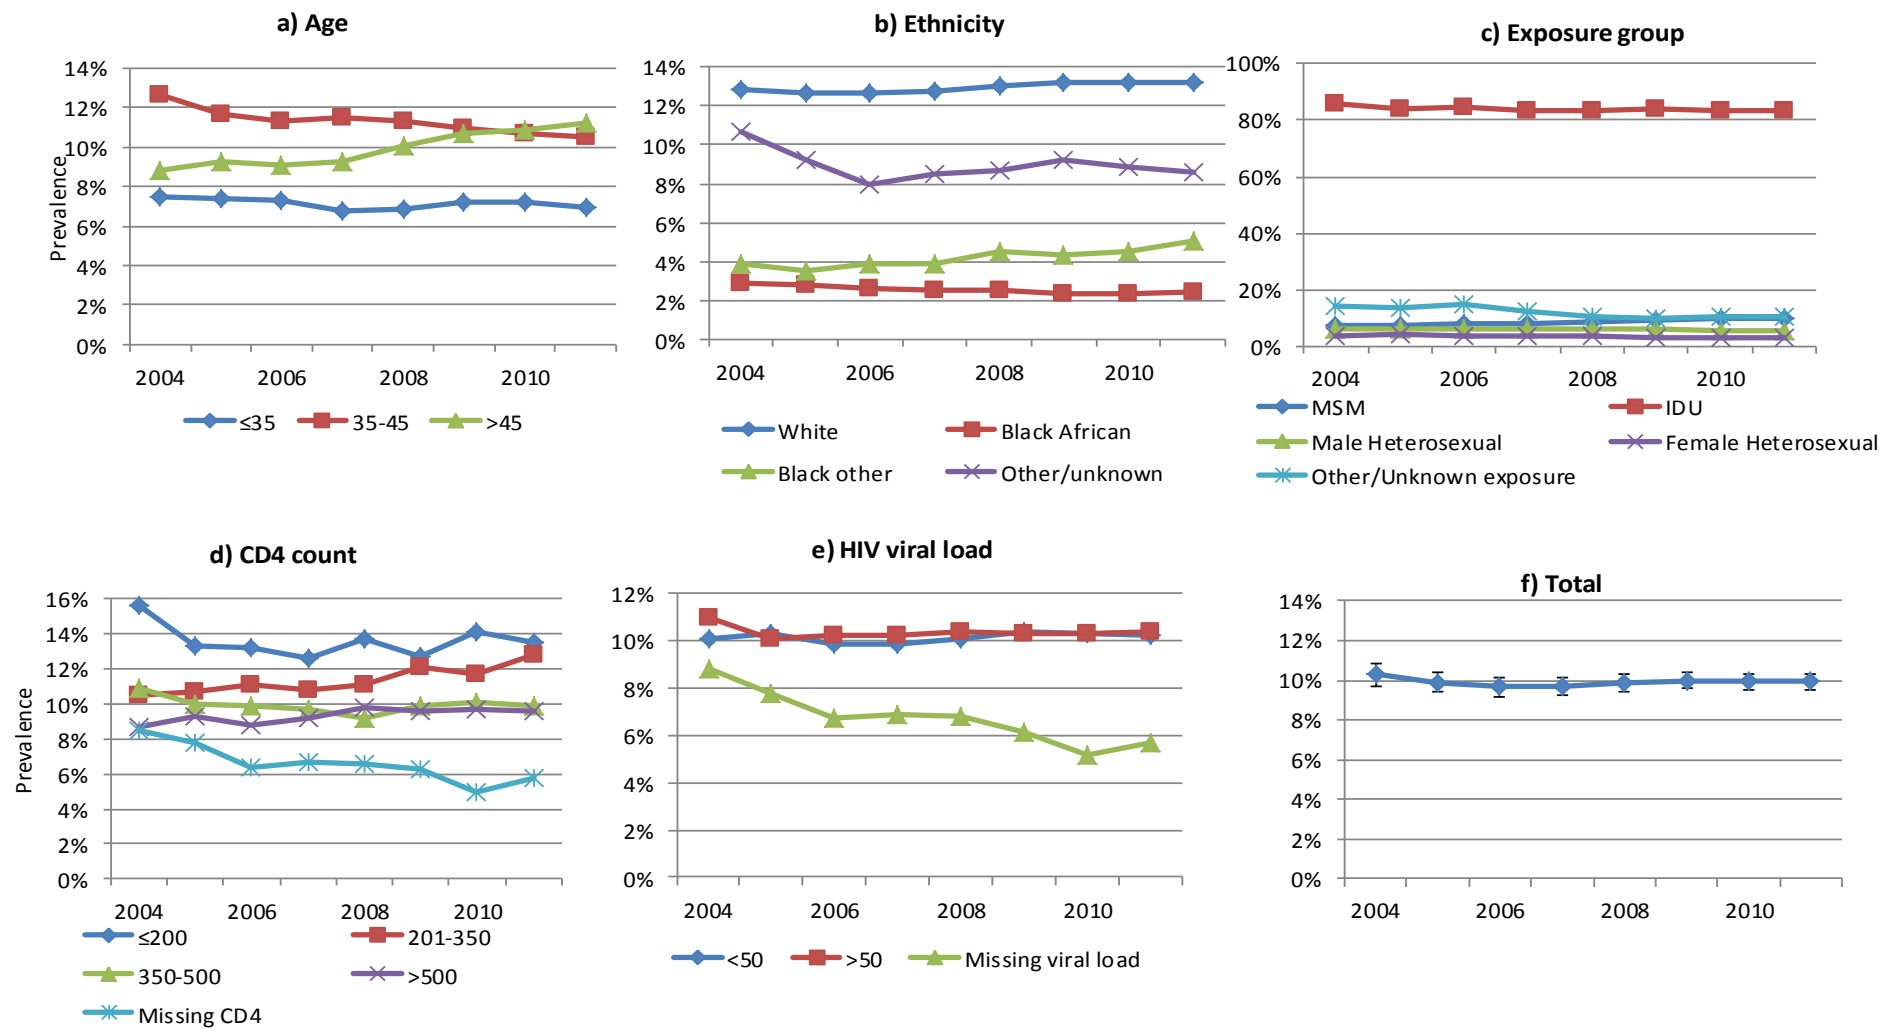 a) Age
14%
12%
10%
8%
6%
4%
2%
0%
Prevalence
2004 2006 2008 2010
≤35 35-45 >45
b) Ethnicity
14%
12%
10%
8%
6%
4%
2%
0%
2004 2006 2008 2010
White Black African
Black other Other/unknown
c) Exposure group
100%
80%
60%
40%
20%
0%
2004 2006 2008 2010
MSM IDU
Male Heterosexual Female Heterosexual
Other/Unknown exposure
d) CD4 count
16%
14%
12%
10%
8%
6%
4%
2%
0%
Prevalence
2004 2006 2008 2010
≤200 201-350
350-500 >500
Missing CD4
e) HIV viral load
12%
10%
8%
6%
4%
2%
0%
2004 2006 2008 2010
<50 >50 Missing viral load
f) Total
14%
12%
10%
8%
6%
4%
2%
0%
2004 2006 2008 2010